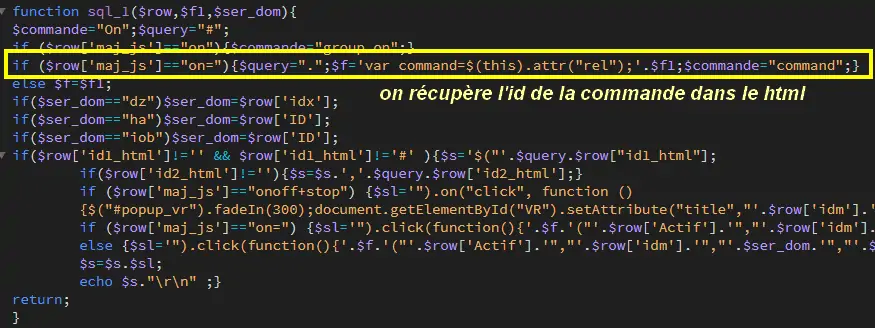 function sql_1($row,$fl,$ser_dom){
$commande="On";$query="#";
if ($row['maj_js']=="on"){$commande="group on";}
if ($row['maj_js']=="on="){$query=".";$f='var command=$(this).attr("rel");'.$fl;$commande="command";}
else $f=$fl;
on récupère l'id de la commande dans le html
if($ser_dom=="dz")$ser_dom=$row['idx'];
if($ser_dom=="ha")$ser_dom=$row['ID'];
if($ser_dom=="iob")$ser_dom=$row['ID'];
if($row['id1_html']!='' && $row['id1_html']!='#' ){$s='$("'.$query.$row["id1_html"];
if($row['id2_html']!=''){$s=$s.','.$query.$row['id2_html'];}
if ($row['maj_js']=="onoff+stop") {$sl='").on("click", function ()
{$("#popup_vr").fadeIn(300);document.getElementById("VR").setAttribute("title","'.$row['idm'].'
if ($row['maj_js']=="on=") {$sl='").click(function(){'.$f.'("'.$row['Actif'].'","'.$row['idm'].
else {$sl='").click(function(){'.$f.'("'.$row['Actif'].'","'.$row['idm'].'","'.$ser_dom.'","'.$
$s=$s.$sl;
echo $s."\r\n" ;}
return;
}